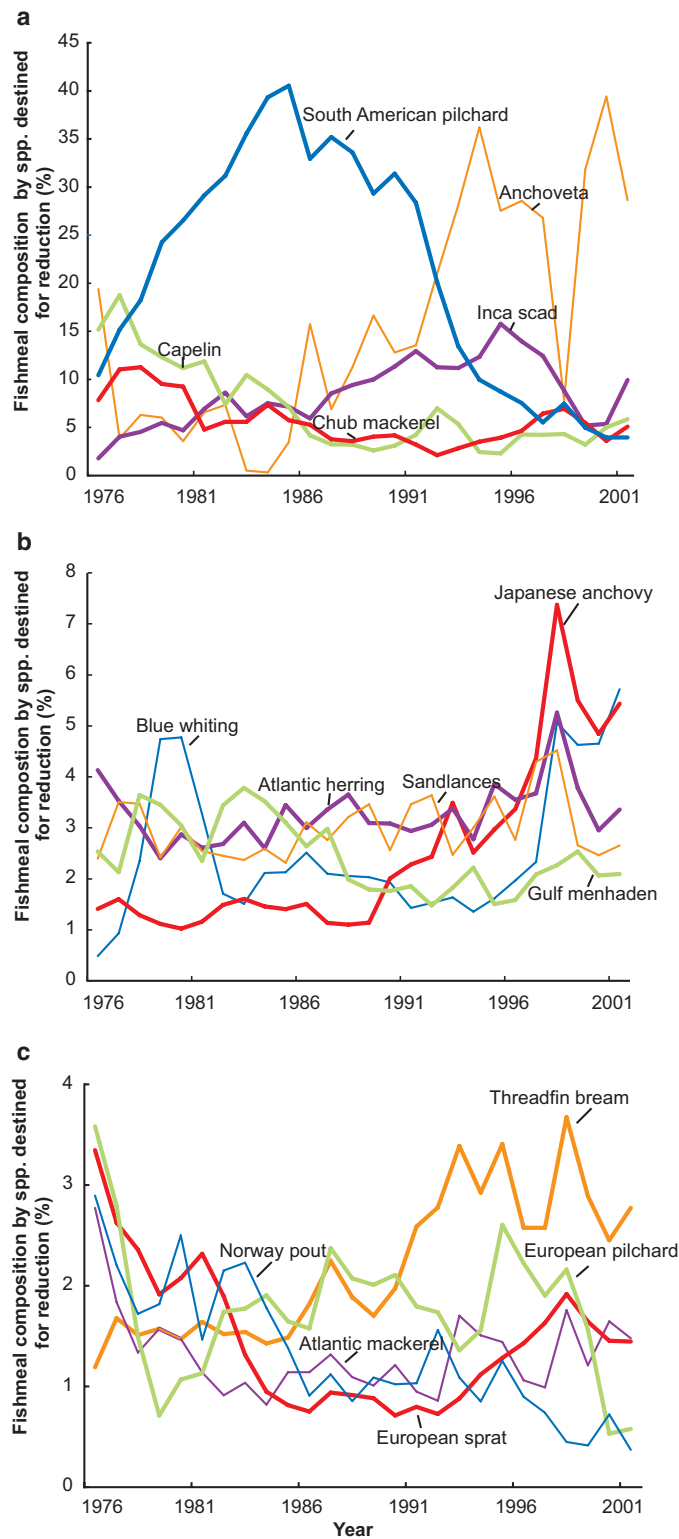 a
Fishmeal composition by spp. destined
for reduction (%)
45
40
35
30
25
20
15
10
5
0
South American pilchard
Anchoveta
Inca scad
Capelin
Chub mackerel
1976 1981 1986 1991 1996 2001
b
Fishmeal compostion by spp. destined
for reduction (%)
8
7
6
5
4
3
2
1
0
Japanese anchovy
Blue whiting
Atlantic herring
Sandlances
Gulf menhaden
1976 1981 1986 1991 1996 2001
c
Fishmeal composition by spp. destined
for reduction (%)
4
3
2
1
0
Threadfin bream
Norway pout
European pilchard
Atlantic mackerel
European sprat
1976 1981 1986 1991 1996 2001
Year